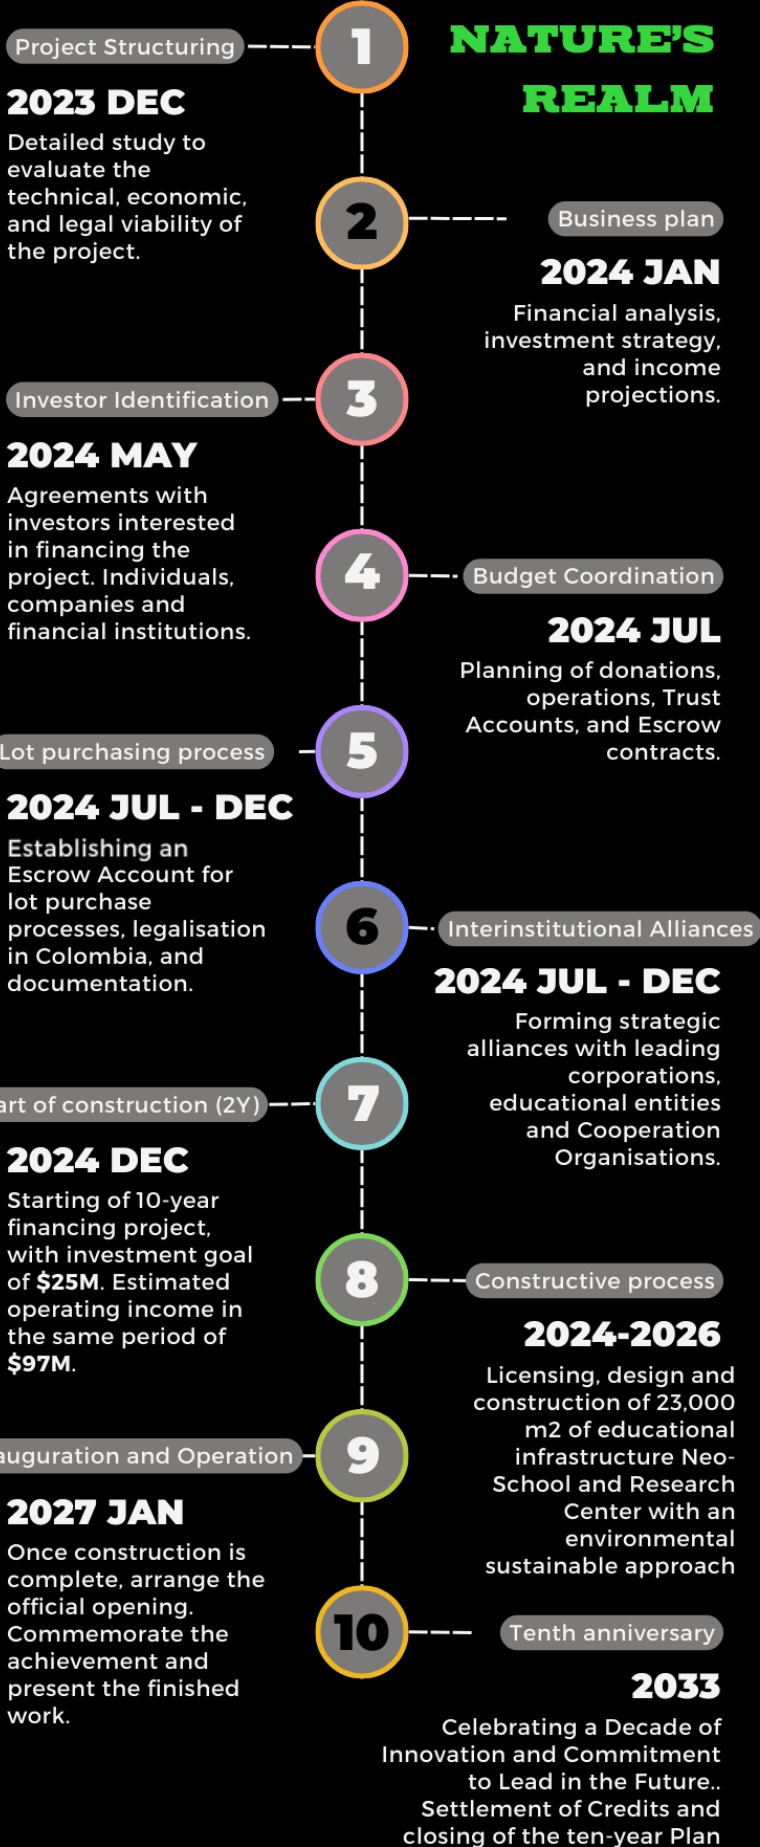 NATURE'S
REALM
1
Project Structuring
2023 DEC
Detailed study to
evaluate the
technical, economic,
and legal viability of
the project.
2
Business plan
2024 JAN
Financial analysis,
investment strategy,
and income
projections.
3
Investor Identification
2024 MAY
Agreements with
investors interested
in financing the
project. Individuals,
companies and
financial institutions.
4
Budget Coordination
2024 JUL
Planning of donations,
operations, Trust
Accounts, and Escrow
contracts.
5
Lot purchasing process
2024 JUL - DEC
Establishing an
Escrow Account for
lot purchase
processes, legalisation
in Colombia, and
documentation.
6
Interinstitutional Alliances
2024 JUL - DEC
Forming strategic
alliances with leading
corporations,
educational entities
and Cooperation
Organisations.
7
art of construction (2Y)
2024 DEC
Starting of 10-year
financing project,
with investment goal
of $25M. Estimated
operating income in
the same period of
$97M.
8
Constructive process
2024-2026
Licensing, design and
construction of 23,000
m2 of educational
infrastructure Neo-
School and Research
Center with an
environmental
sustainable approach
9
auguration and Operation
2027 JAN
Once construction is
complete, arrange the
official opening.
Commemorate the
achievement and
present the finished
work.
10
Tenth anniversary
2033
Celebrating a Decade of
Innovation and Commitment
to Lead in the Future..
Settlement of Credits and
closing of the ten-year Plan